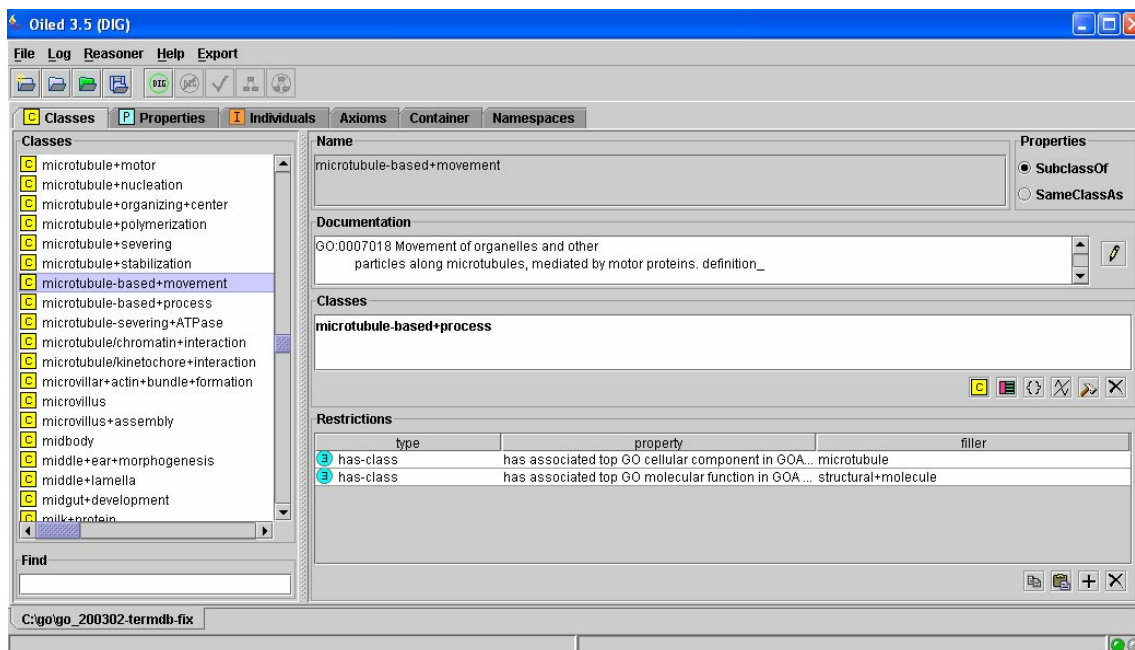 Oiled 3.5 (DIG)
File Log Reasoner Help Export
DIG DIG
C Classes P Properties I Individuals Axioms Container Namespaces
Classes
C microtubule+motor
C microtubule+nucleation
C microtubule+organizing+center
C microtubule+polymerization
C microtubule+severing
C microtubule+stabilization
C microtubule-based+movement
C microtubule-based+process
C microtubule-severing+ATPase
C microtubule/chromatin+interaction
C microtubule/kinetochore+interaction
C microvillar+actin+bundle+formation
C microvillus
C microvillus+assembly
C midbody
C middle+ear+morphogenesis
C middle+lamella
C midgut+development
C milk+protein
Find
Name
microtubule-based+movement
Properties
SubclassOf
SameClassAs
Documentation
GO:0007018 Movement of organelles and other
particles along microtubules, mediated by motor proteins. definition_
Classes
microtubule-based+process
C {}
Restrictions
type property filler
has-class has associated top GO cellular component in GOA... microtubule
has-class has associated top GO molecular function in GOA ... structural+molecule
C:\go\go_200302-termdb-fix